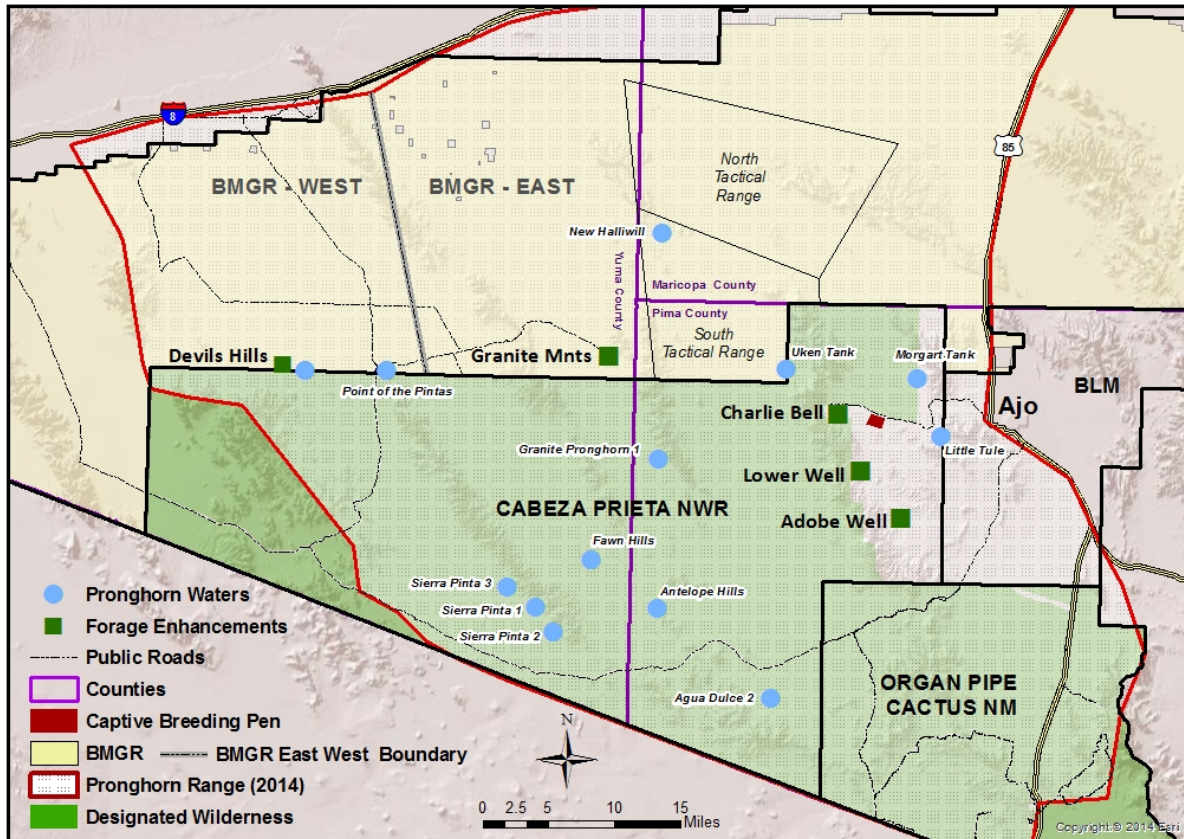 8
85
North
Tactical
Range
BMGR - WEST
BMGR - EAST
New Halliwill
Yuma County
Maricopa County
Pima County
South
Tactical Range
Devils Hills
Granite Mnts
Uken Tank
Morgart Tank
Point of the Pintas
BLM
Charlie Bell
Ajo
Granite Pronghorn 1
Little Tule
Lower Well
CABEZA PRIETA NWR
Adobe Well
Fawn Hills
Sierra Pinta 3
Antelope Hills
Sierra Pinta 1
Sierra Pinta 2
Agua Dulce 2
ORGAN PIPE
CACTUS NM
Pronghorn Waters
Forage Enhancements
Public Roads
Counties
Captive Breeding Pen
BMGR
BMGR East West Boundary
Pronghorn Range (2014)
Designated Wilderness
N
0 2.5 5 10 15
Miles
Copyright:© 2014 Esri